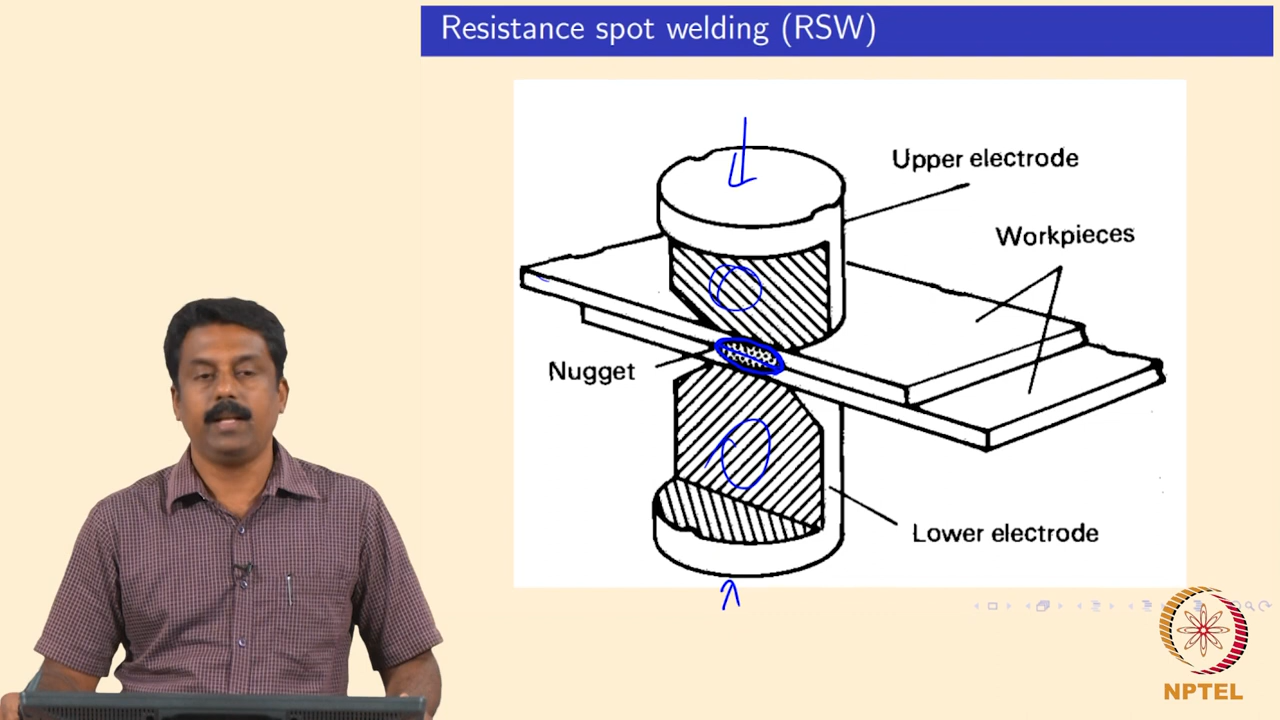 Resistance spot welding (RSW)
Upper electrode
Workpieces
Nugget
Lower electrode
NPTEL